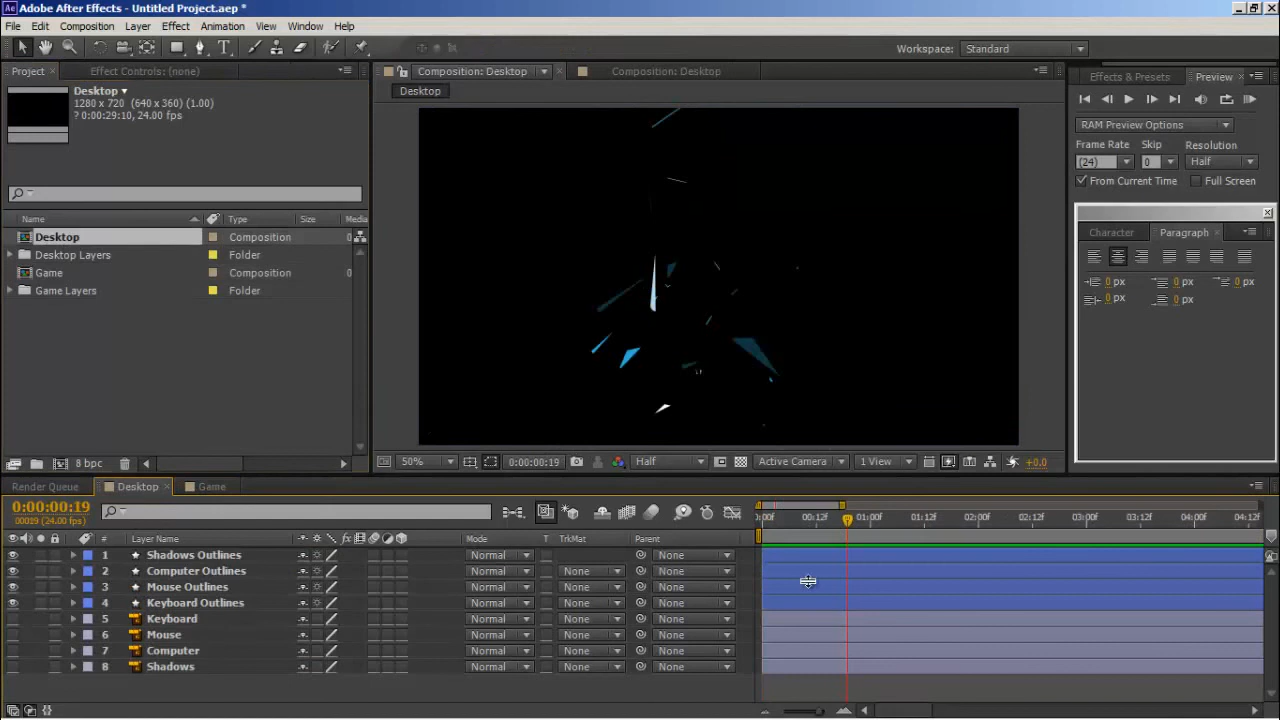 Adobe After Effects - Untitled Project.aep *
File Edit Composition Layer Effect Animation View Window Help
Workspace: Standard
Project Effect Controls: (none)
Composition: Desktop Composition: Desktop
Effects & Presets Preview
Desktop
1280 x 720 (640 x 360) (1.00)
? 0:00:29:10, 24.00 fps
Desktop
RAM Preview Options
Frame Rate Skip Resolution
(24) 0 Half
From Current Time Full Screen
Name Type Size Media
Desktop Composition 0
Desktop Layers Folder
Game Composition 0
Game Layers Folder
Character Paragraph
0 px 0 px 0 px
0 px 0 px
8 bpc
50% 0:00:00:19 Half Active Camera 1 View +0.0
Render Queue Desktop Game
0:00:00:19
00019 (24.00 fps)
00:12f 01:00f 01:12f 02:00f 02:12f 03:00f 03:12f 04:00f 04:12f
# Layer Name Mode T TrkMat Parent
1 Shadows Outlines Normal None
2 Computer Outlines Normal None None
3 Mouse Outlines Normal None None
4 Keyboard Outlines Normal None None
5 Keyboard Normal None None
6 Mouse Normal None None
7 Computer Normal None None
8 Shadows Normal None None